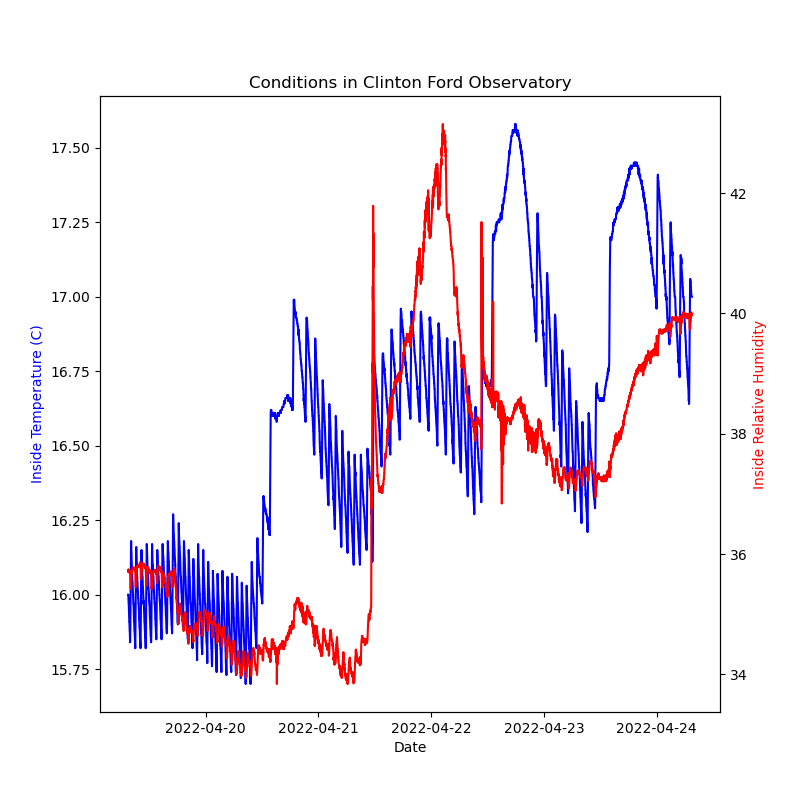 Conditions in Clinton Ford Observatory
17.50
17.25
17.00
16.75
16.50
16.25
16.00
15.75
Inside Temperature (C)
42
40
38
36
34
Inside Relative Humidity
2022-04-20 2022-04-21 2022-04-22 2022-04-23 2022-04-24
Date